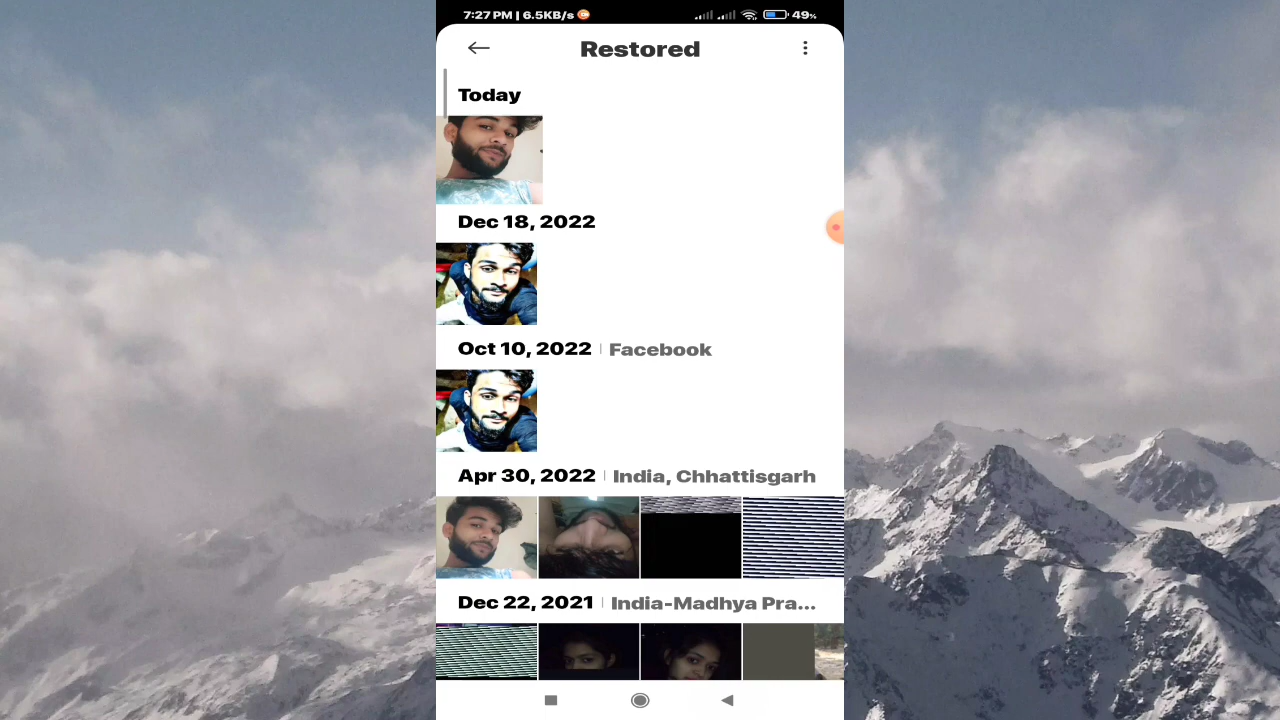 7:27 PM | 6.5KB/s
49%
Restored
Today
Dec 18, 2022
Oct 10, 2022 | Facebook
Apr 30, 2022 | India, Chhattisgarh
Dec 22, 2021 | India-Madhya Pra...